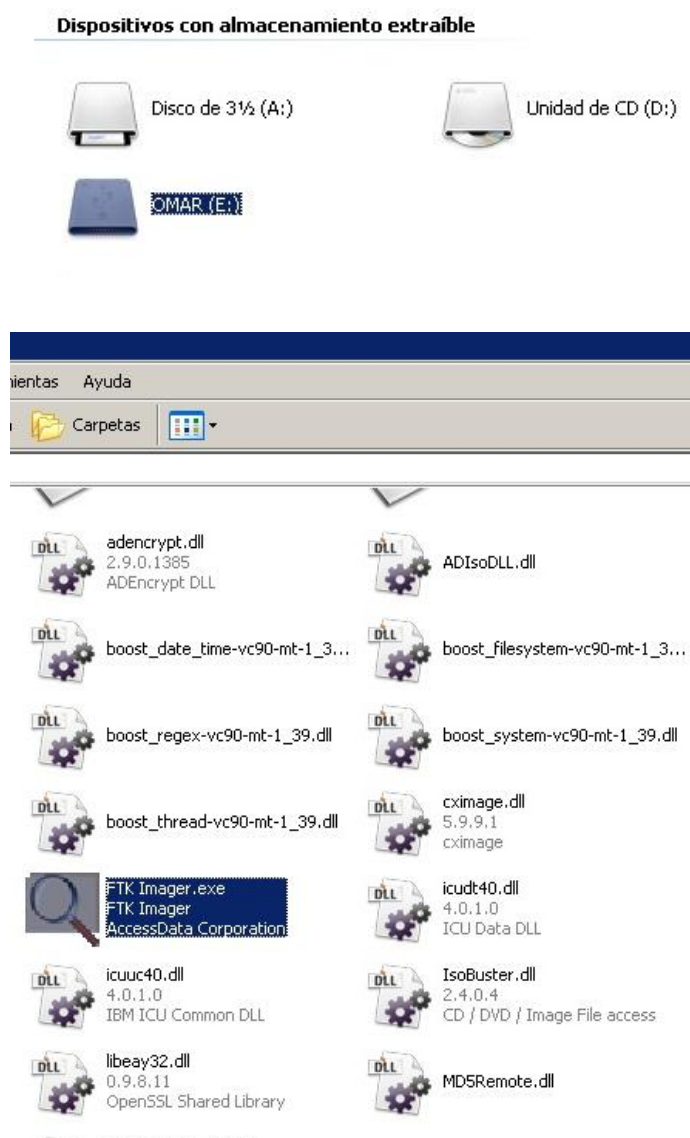 Dispositivos con almacenamiento extraíble
Disco de 3½ (A:)
Unidad de CD (D:)
OMAR (E:)
mientas Ayuda
Carpetas
adencrypt.dll
2.9.0.1385
ADEncrypt DLL
ADIsoDLL.dll
boost_date_time-vc90-mt-1_3...
boost_filesystem-vc90-mt-1_3...
boost_regex-vc90-mt-1_39.dll
boost_system-vc90-mt-1_39.dll
boost_thread-vc90-mt-1_39.dll
cximage.dll
5.9.9.1
cximage
FTK Imager.exe
FTK Imager
AccessData Corporation
icudt40.dll
4.0.1.0
ICU Data DLL
icuuc40.dll
4.0.1.0
IBM ICU Common DLL
IsoBuster.dll
2.4.0.4
CD / DVD / Image File access
libeay32.dll
0.9.8.11
OpenSSL Shared Library
MD5Remote.dll